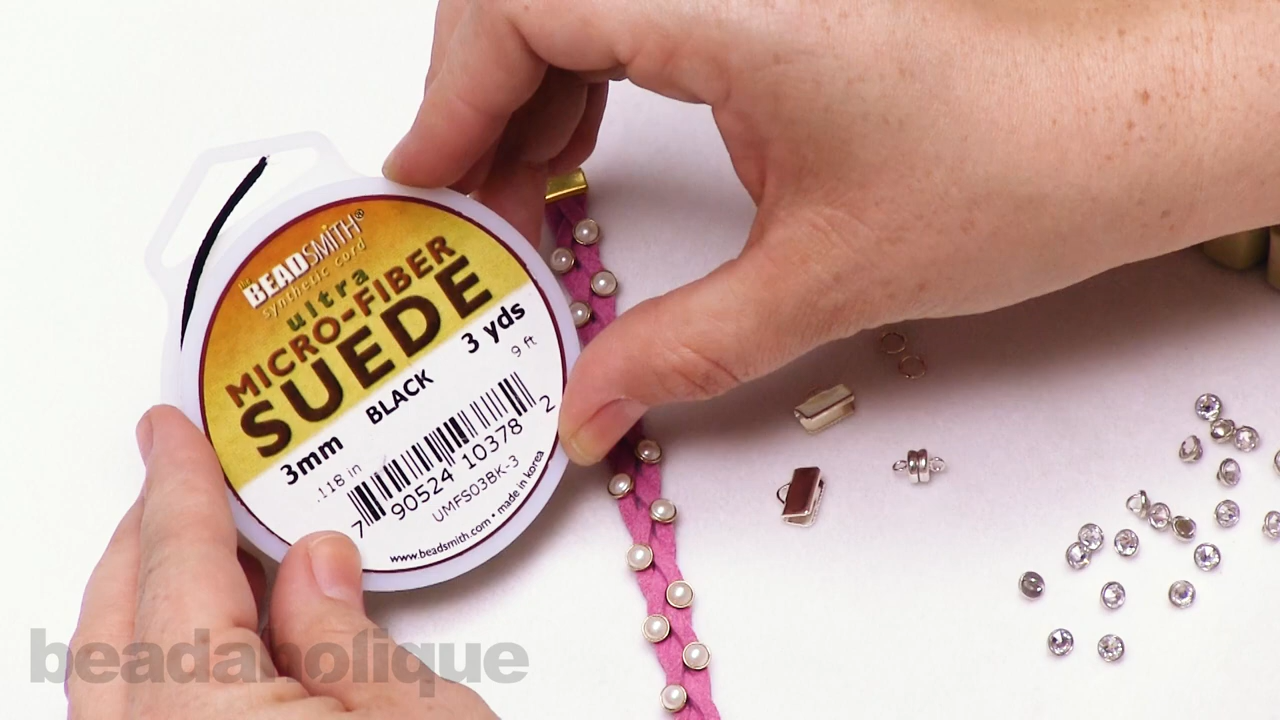 the BEADSMITH®
synthetic cord
ultra
MICRO-FIBER
SUEDE
3mm BLACK 3 yds
.118 in 9 ft
7 90524 10378 2
UMFS03BK-3
www.beadsmith.com • made in korea
beadaholique